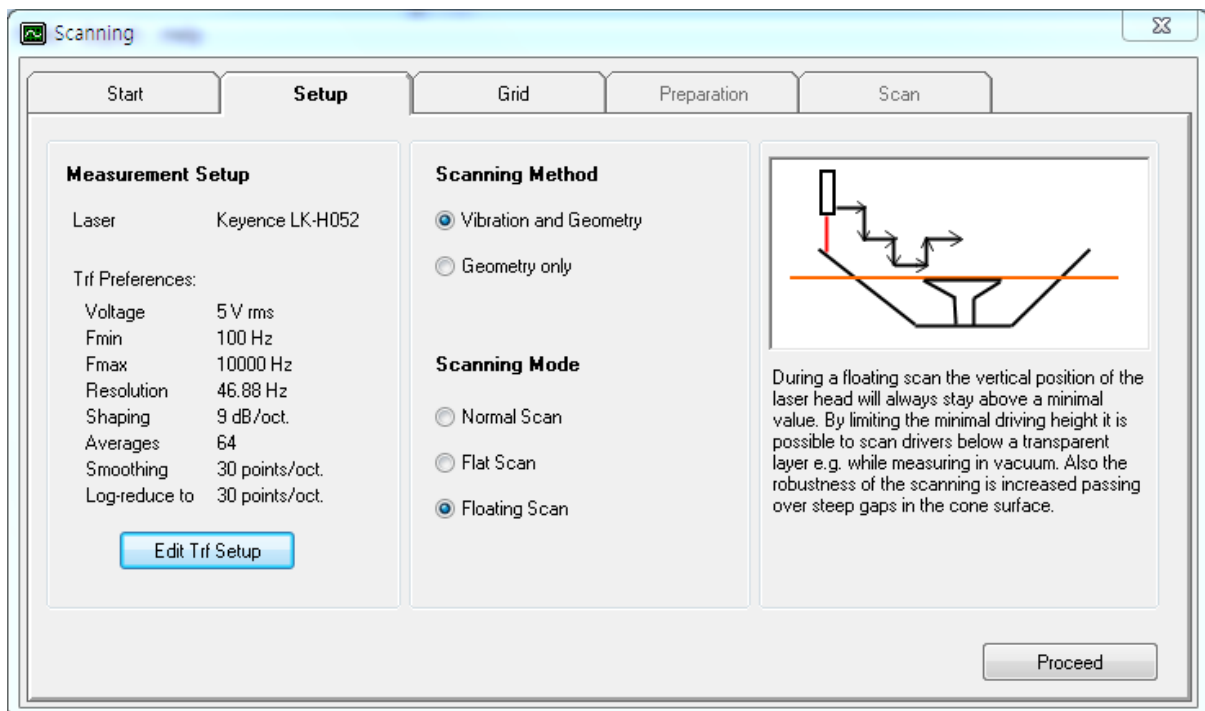 Scanning
Start Setup Grid Preparation Scan
Measurement Setup
Laser Keyence LK-H052
Trf Preferences:
Voltage 5 V rms
Fmin 100 Hz
Fmax 10000 Hz
Resolution 46.88 Hz
Shaping 9 dB/oct.
Averages 64
Smoothing 30 points/oct.
Log-reduce to 30 points/oct.
Edit Trf Setup
Scanning Method
Vibration and Geometry
Geometry only
Scanning Mode
Normal Scan
Flat Scan
Floating Scan
During a floating scan the vertical position of the
laser head will always stay above a minimal
value. By limiting the minimal driving height it is
possible to scan drivers below a transparent
layer e.g. while measuring in vacuum. Also the
robustness of the scanning is increased passing
over steep gaps in the cone surface.
Proceed